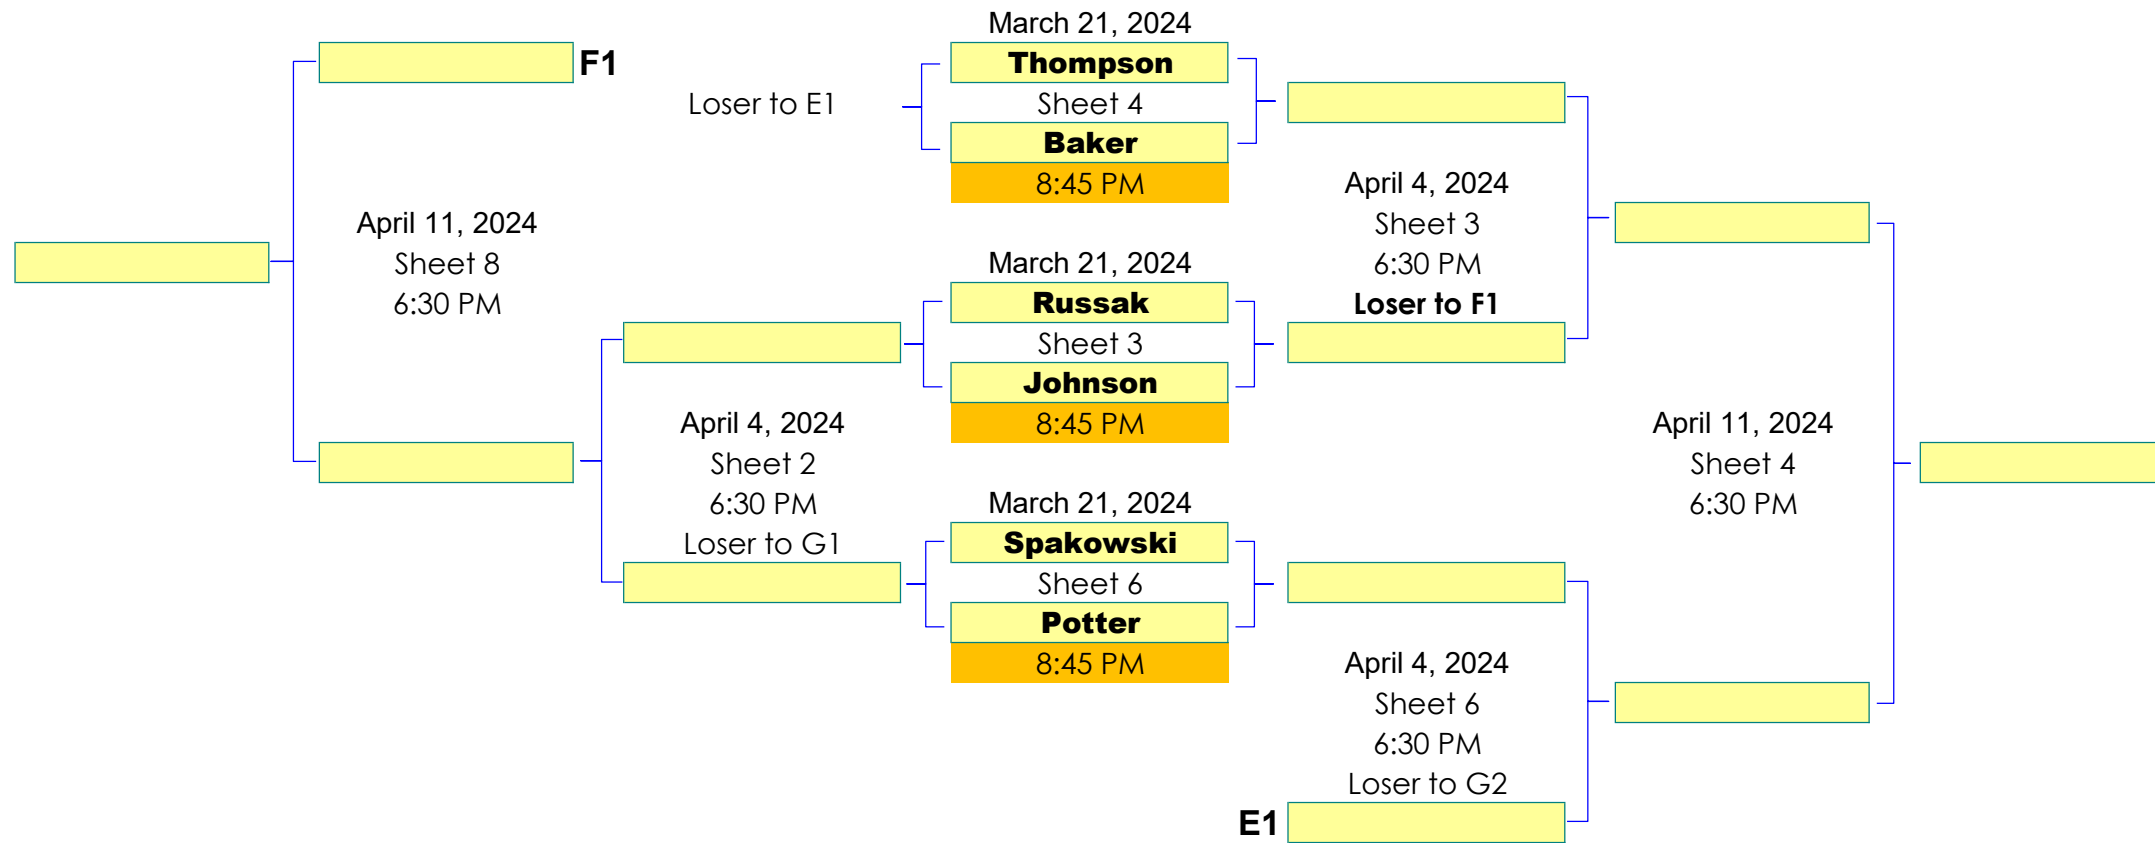 March 21, 2024
F1
Thompson
Loser to E1
Sheet 4
Baker
8:45 PM
April 4, 2024
April 11, 2024
Sheet 3
Sheet 8
March 21, 2024
6:30 PM
6:30 PM
Russak
Loser to F1
Sheet 3
Johnson
April 4, 2024
8:45 PM
April 11, 2024
Sheet 2
Sheet 4
6:30 PM
March 21, 2024
6:30 PM
Loser to G1
Spakowski
Sheet 6
Potter
8:45 PM
April 4, 2024
Sheet 6
6:30 PM
Loser to G2
E1